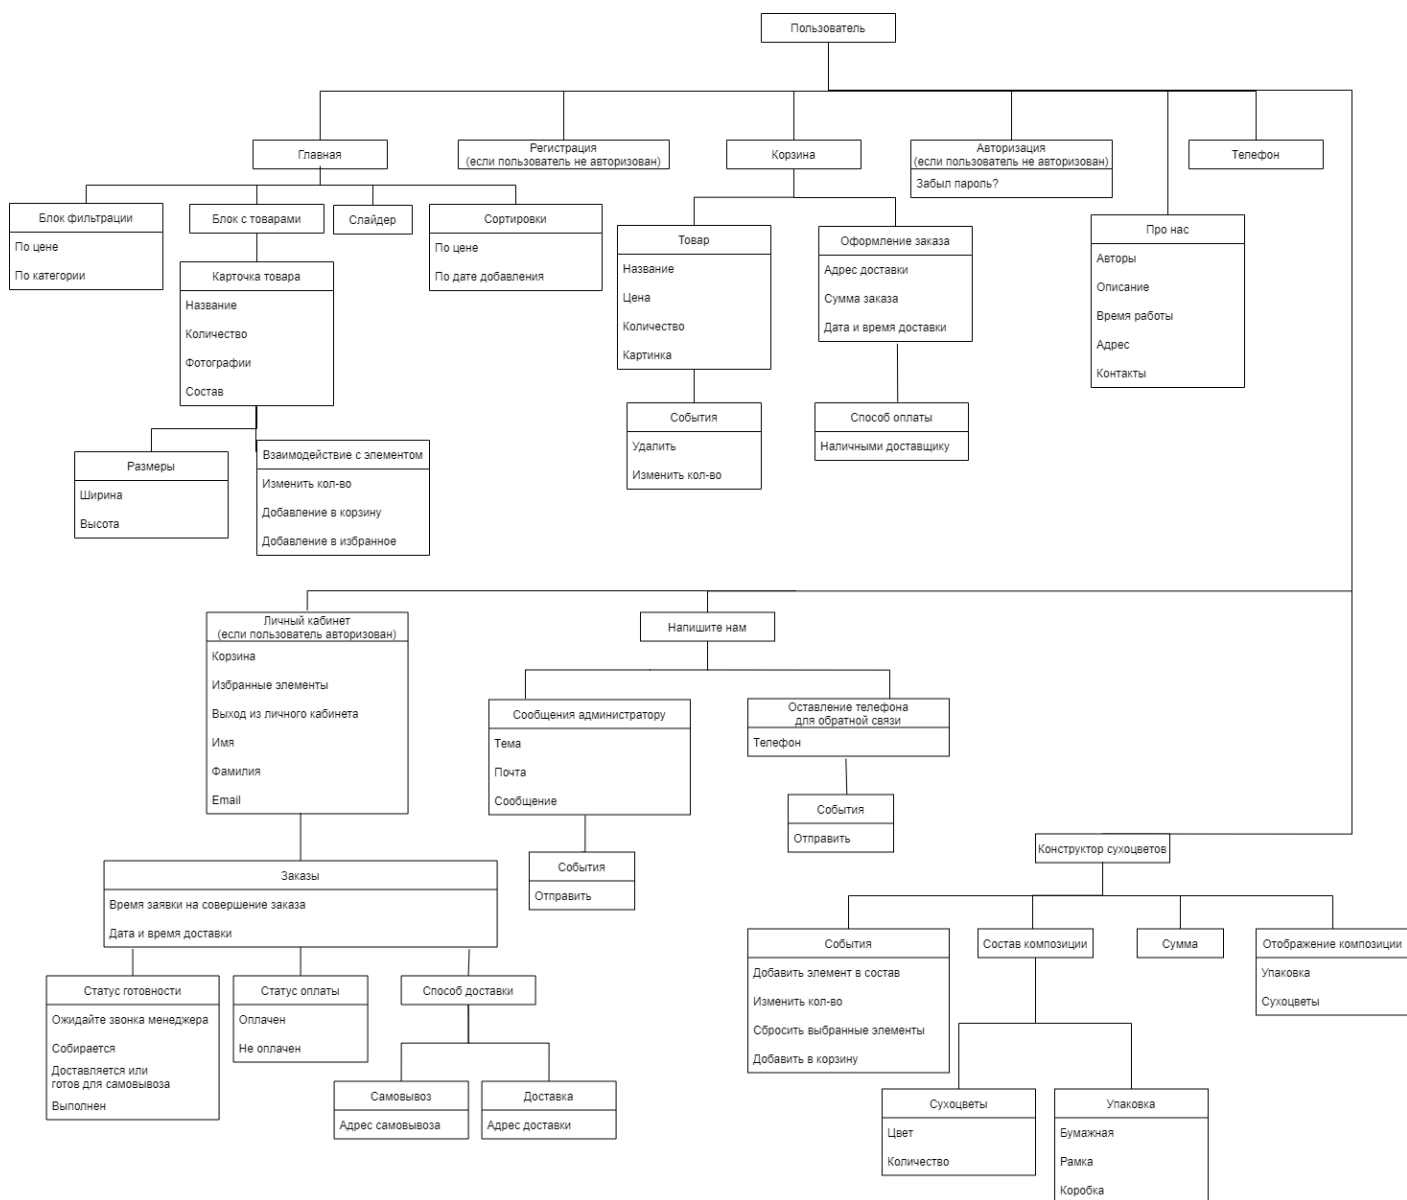 Пользователь
Главная
Регистрация
(если пользователь не авторизован)
Корзина
Авторизация
(если пользователь не авторизован)
Забыл пароль?
Телефон
Блок фильтрации
По цене
По категории
Блок с товарами
Слайдер
Сортировки
По цене
По дате добавления
Карточка товара
Название
Количество
Фотографии
Состав
Размеры
Ширина
Высота
Взаимодействие с элементом
Изменить кол-во
Добавление в корзину
Добавление в избранное
Товар
Название
Цена
Количество
Картинка
События
Удалить
Изменить кол-во
Оформление заказа
Адрес доставки
Сумма заказа
Дата и время доставки
Способ оплаты
Наличными доставщику
Про нас
Авторы
Описание
Время работы
Адрес
Контакты
Личный кабинет
(если пользователь авторизован)
Корзина
Избранные элементы
Выход из личного кабинета
Имя
Фамилия
Email
Заказы
Время заявки на совершение заказа
Дата и время доставки
Статус готовности
Ожидайте звонка менеджера
Собирается
Доставляется или
готов для самовывоза
Выполнен
Статус оплаты
Оплачен
Не оплачен
Способ доставки
Самовывоз
Адрес самовывоза
Доставка
Адрес доставки
Напишите нам
Сообщения администратору
Тема
Почта
Сообщение
События
Отправить
Оставление телефона
для обратной связи
Телефон
События
Отправить
Конструктор сухоцветов
События
Добавить элемент в состав
Изменить кол-во
Сбросить выбранные элементы
Добавить в корзину
Состав композиции
Сумма
Отображение композиции
Упаковка
Сухоцветы
Сухоцветы
Цвет
Количество
Упаковка
Бумажная
Рамка
Коробка